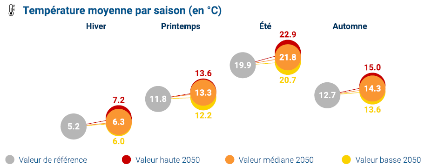 Température moyenne par saison (en °C)
Hiver Printemps Été Automne
5.2 7.2 6.3 6.0
11.8 13.6 13.3 12.2
19.9 22.9 21.8 20.7
12.7 15.0 14.3 13.6
Valeur de référence Valeur haute 2050 Valeur médiane 2050 Valeur basse 2050